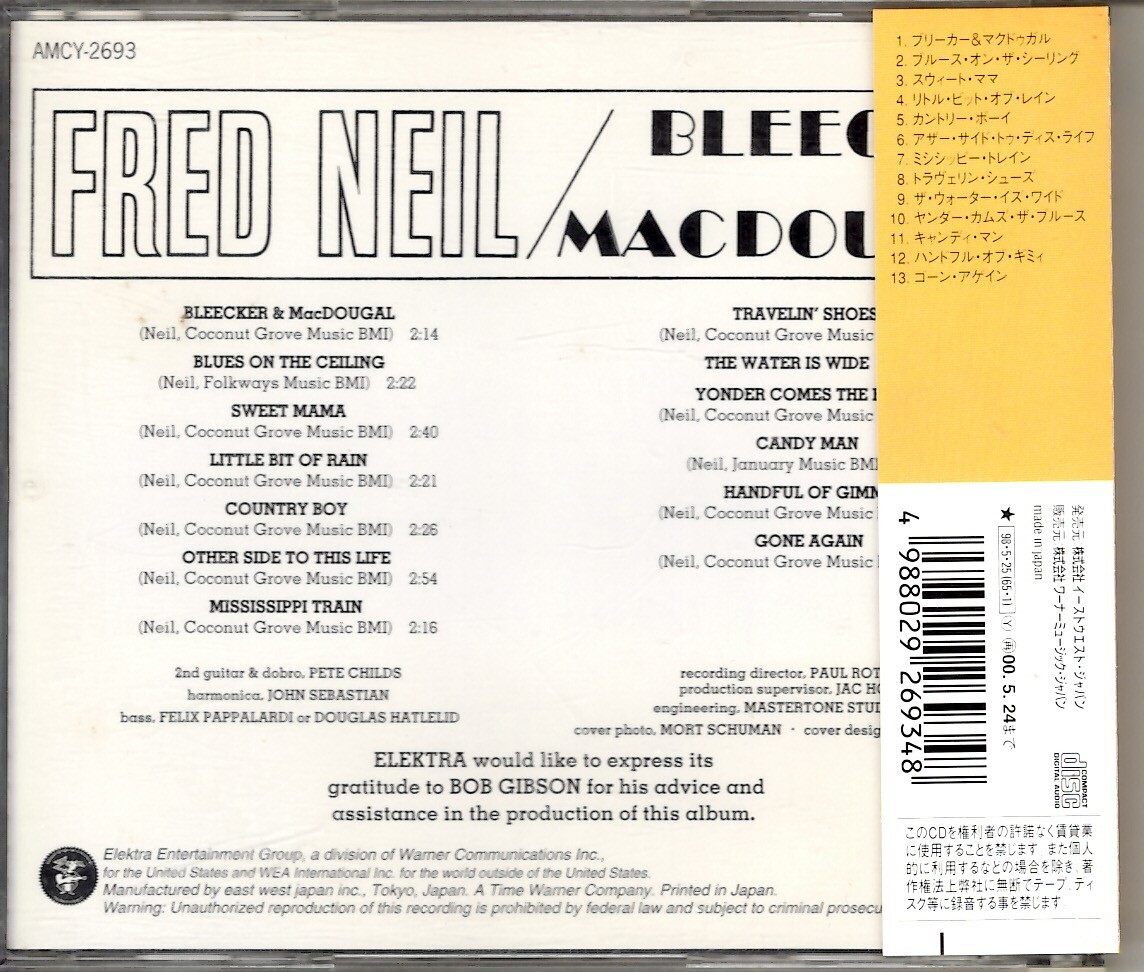 AMCY-2693
FRED NEIL/BLEEC
MACDOU
BLEECKER & MacDOUGAL
(Neil, Coconut Grove Music BMI) 2:14
BLUES ON THE CEILING
(Neil, Folkways Music BMI) 2:22
SWEET MAMA
(Neil, Coconut Grove Music BMI) 2:40
LITTLE BIT OF RAIN
(Neil, Coconut Grove Music BMI) 2:21
COUNTRY BOY
(Neil, Coconut Grove Music BMI) 2:26
OTHER SIDE TO THIS LIFE
(Neil, Coconut Grove Music BMI) 2:54
MISSISSIPPI TRAIN
(Neil, Coconut Grove Music BMI) 2:16
TRAVELIN' SHOES
(Neil, Coconut Grove Music
THE WATER IS WIDE
YONDER COMES THE
(Neil, Coconut Grove Music
CANDY MAN
(Neil, January Music BMI
HANDFUL OF GIMM
(Neil, Coconut Grove Music
GONE AGAIN
(Neil, Coconut Grove Music
2nd guitar & dobro, PETE CHILDS
harmonica, JOHN SEBASTIAN
bass, FELIX PAPPALARDI or DOUGLAS HATLELID
recording director, PAUL ROT
production supervisor, JAC HO
engineering, MASTERTONE STUD
cover photo, MORT SCHUMAN · cover desig
ELEKTRA would like to express its
gratitude to BOB GIBSON for his advice and
assistance in the production of this album.
Elektra Entertainment Group, a division of Warner Communications Inc.,
for the United States and WEA International Inc. for the world outside of the United States.
Manufactured by east west japan inc., Tokyo, Japan. A Time Warner Company. Printed in Japan.
Warning: Unauthorized reproduction of this recording is prohibited by federal law and subject to criminal prosecu
1. ブリーカー&マクドゥガル
2. ブルース・オン・ザ・シーリング
3. スウィート・ママ
4. リトル・ビット・オブ・レイン
5. カントリー・ボーイ
6. アザー・サイド・トゥ・ディス・ライフ
7. ミシシッピー・トレイン
8. トラヴェリン・シューズ
9. ザ・ウォーター・イズ・ワイド
10. ヤンダー・カムズ・ザ・ブルース
11. キャンディ・マン
12. ハンドフル・オブ・ギミィ
13. ゴーン・アゲイン
発売元 株式会社 イーストウエスト・ジャパン
販売元 株式会社 ワーナーミュージック・ジャパン
made in japan
★ 98・5・25 (65・1) (Y) ㊐00. 5. 24まで
4 988029 269348
COMPACT
disc
DIGITAL AUDIO
このCDを権利者の許諾なく賃貸業
に使用することを禁じます。また個人
的に利用するなどの場合を除き、著
作権法上弊社に無断でテープ、ディ
スク等に録音する事を禁じます。